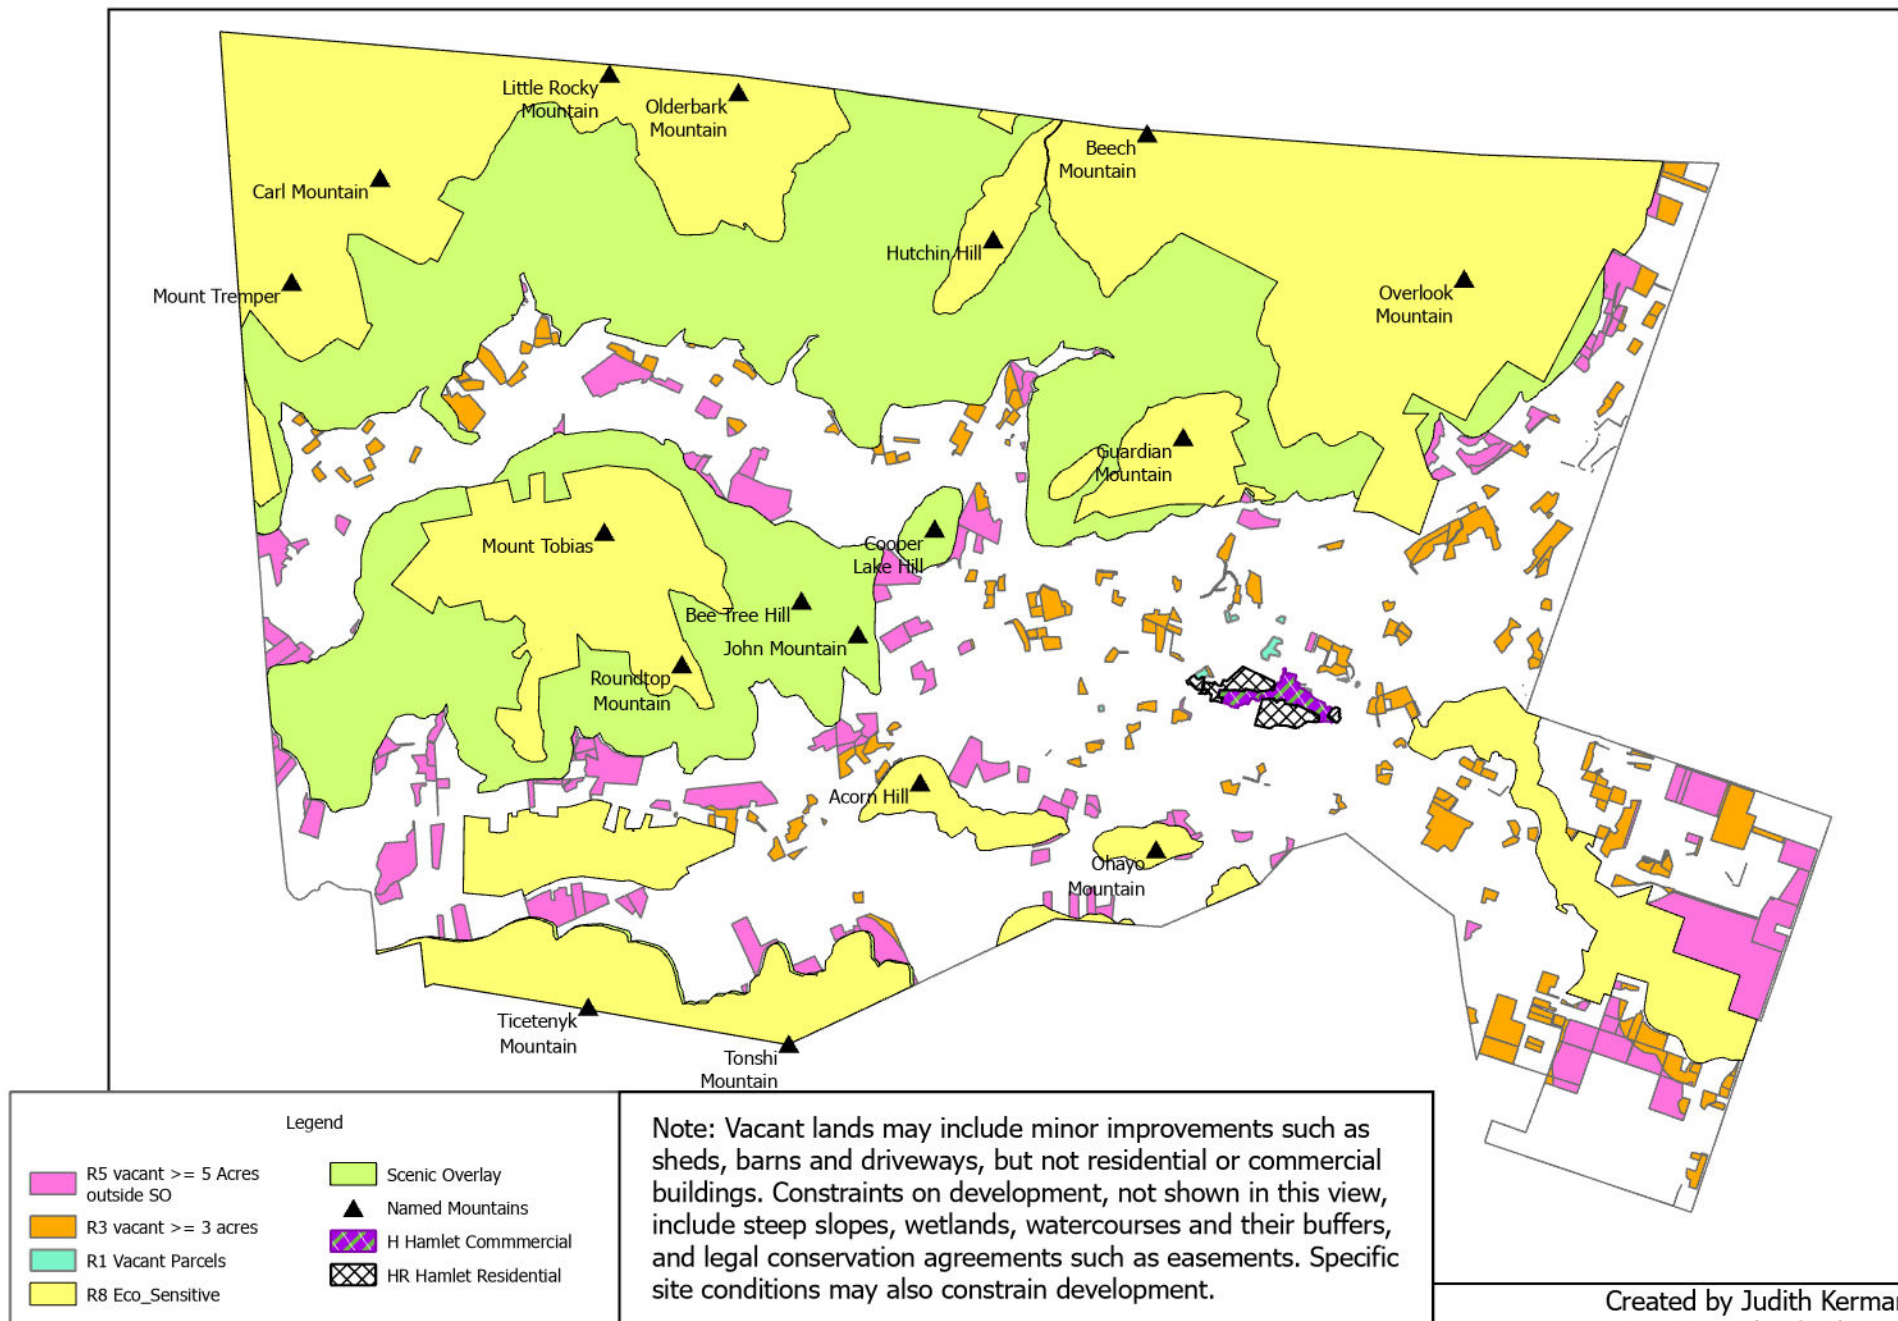 Little Rocky
Mountain
Olderbark
Mountain
Beech
Mountain
Carl Mountain
Hutchin Hill
Mount Tremper
Overlook
Mountain
Guardian
Mountain
Mount Tobias
Cooper
Lake Hill
Bee Tree Hill
John Mountain
Roundtop
Mountain
Acorn Hill
Ohayo
Mountain
Ticetenyk
Mountain
Tonshi
Mountain
Legend
R5 vacant >= 5 Acres
outside SO
R3 vacant >= 3 acres
R1 Vacant Parcels
R8 Eco_Sensitive
Scenic Overlay
Named Mountains
H Hamlet Commmercial
HR Hamlet Residential
Note: Vacant lands may include minor improvements such as
sheds, barns and driveways, but not residential or commercial
buildings. Constraints on development, not shown in this view,
include steep slopes, wetlands, watercourses and their buffers,
and legal conservation agreements such as easements. Specific
site conditions may also constrain development.
Created by Judith Kerman